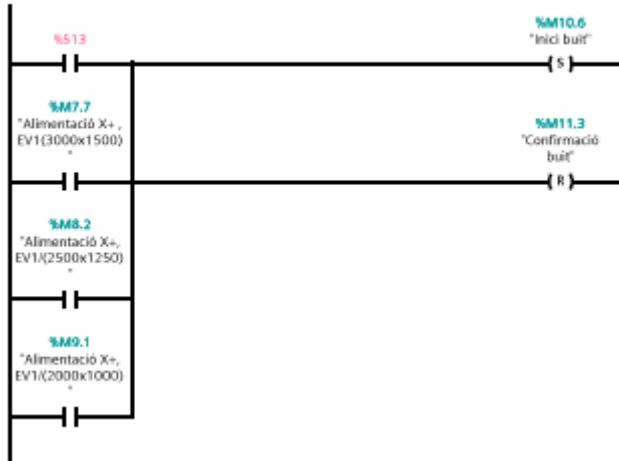 %S13
%M10.6
"Inici buit"
( S )
%M7.7
"Alimentació X+ ,
EV1(3000x1500)
"
%M11.3
"Confirmació
buit"
( R )
%M8.2
"Alimentació X+,
EV1/(2500x1250)
"
%M9.1
"Alimentació X+,
EV1/(2000x1000)
"